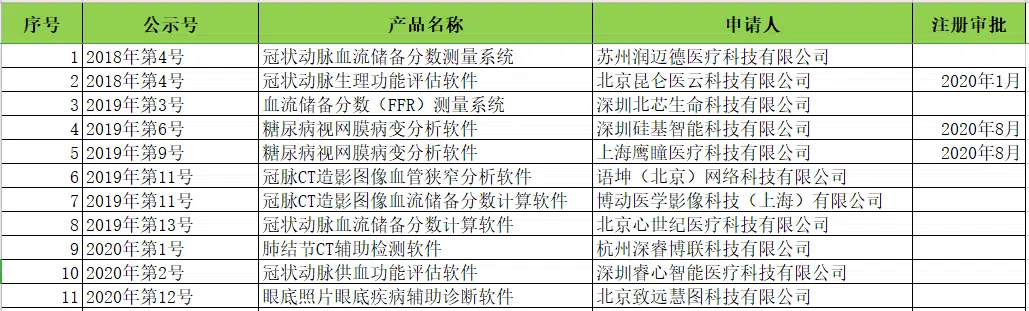 序号 公示号 产品名称 申请人 注册审批
1 2018年第4号 冠状动脉血流储备分数测量系统 苏州润迈德医疗科技有限公司
2 2018年第4号 冠状动脉生理功能评估软件 北京昆仑医云科技有限公司 2020年1月
3 2019年第3号 血流储备分数（FFR）测量系统 深圳北芯生命科技有限公司
4 2019年第6号 糖尿病视网膜病变分析软件 深圳硅基智能科技有限公司 2020年8月
5 2019年第9号 糖尿病视网膜病变分析软件 上海鹰瞳医疗科技有限公司 2020年8月
6 2019年第11号 冠脉CT造影图像血管狭窄分析软件 语坤（北京）网络科技有限公司
7 2019年第11号 冠脉CT造影图像血流储备分数计算软件 博动医学影像科技（上海）有限公司
8 2019年第13号 冠状动脉血流储备分数计算软件 北京心世纪医疗科技有限公司
9 2020年第1号 肺结节CT辅助检测软件 杭州深睿博联科技有限公司
10 2020年第2号 冠状动脉供血功能评估软件 深圳睿心智能医疗科技有限公司
11 2020年第12号 眼底照片眼底疾病辅助诊断软件 北京致远慧图科技有限公司